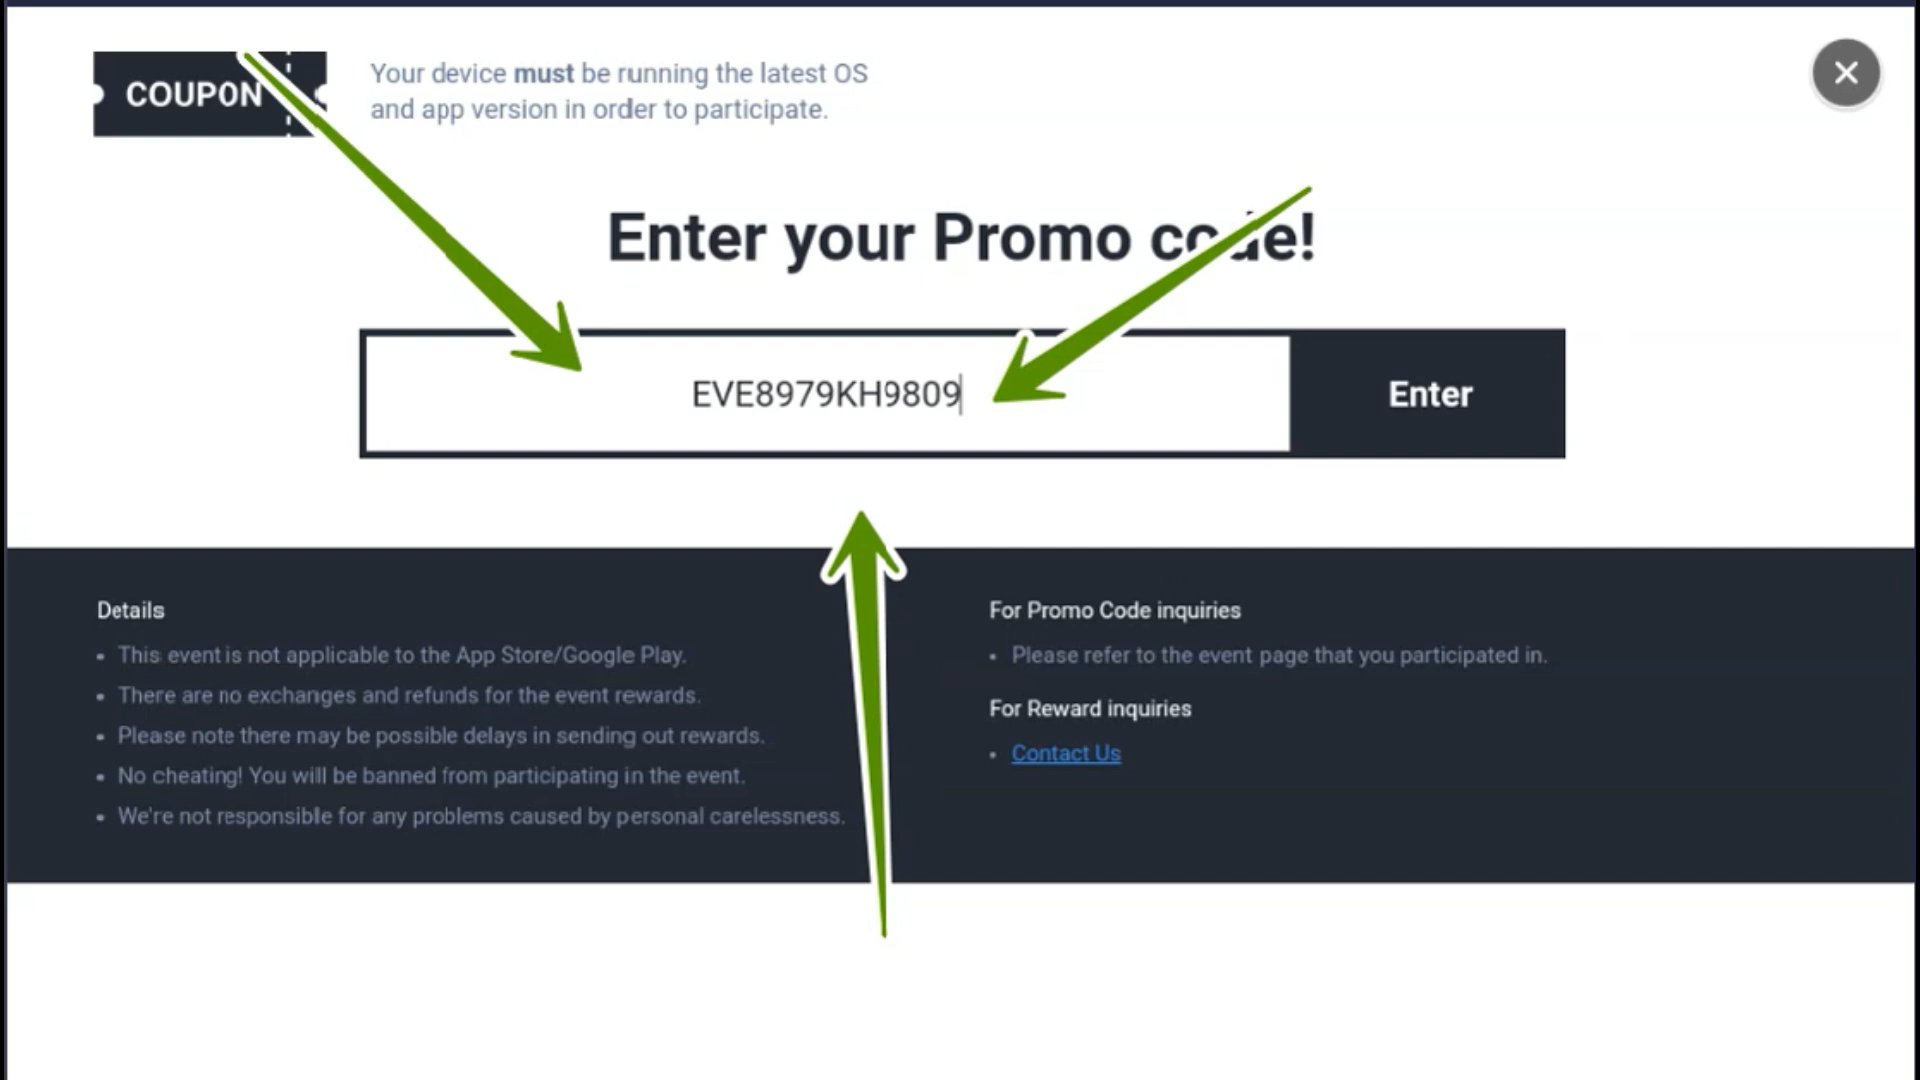 COUPON
Your device must be running the latest OS
and app version in order to participate.
Enter your Promo code!
EVE8979KH9809
Enter
Details
• This event is not applicable to the App Store/Google Play.
• There are no exchanges and refunds for the event rewards.
• Please note there may be possible delays in sending out rewards.
• No cheating! You will be banned from participating in the event.
• We're not responsible for any problems caused by personal carelessness.
For Promo Code inquiries
• Please refer to the event page that you participated in.
For Reward inquiries
• Contact Us